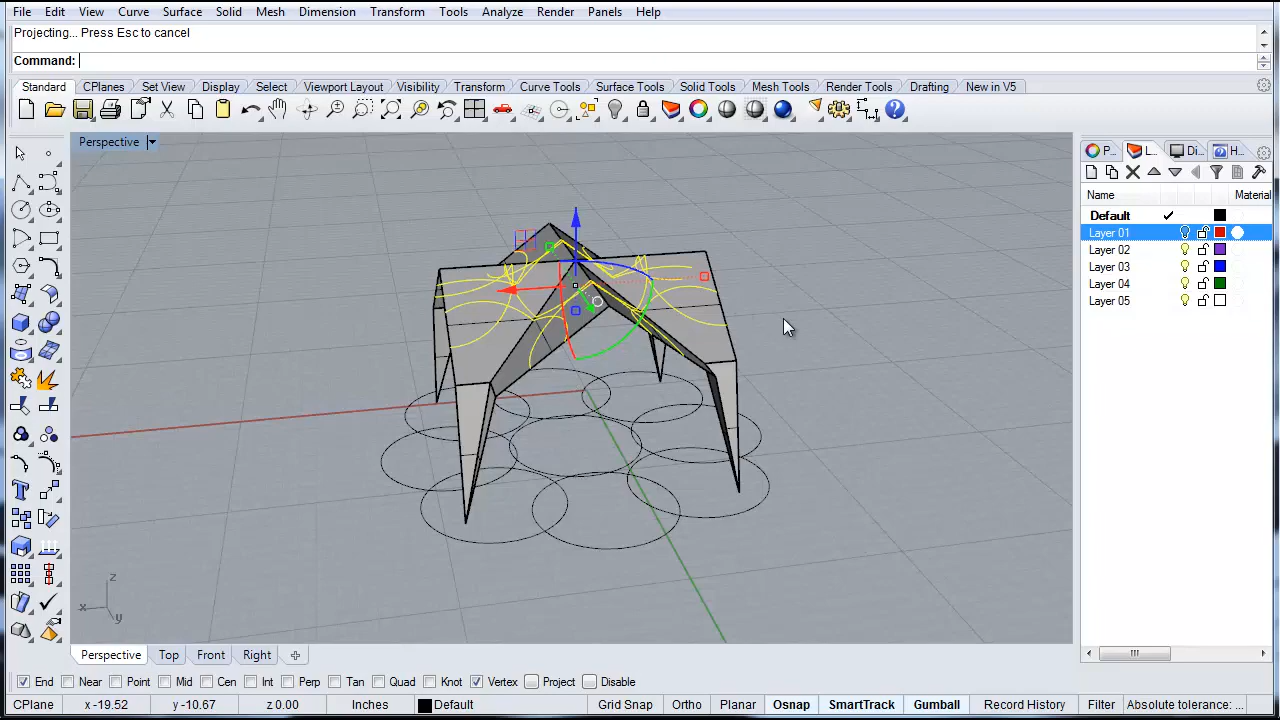 File Edit View Curve Surface Solid Mesh Dimension Transform Tools Analyze Render Panels Help
Projecting... Press Esc to cancel
Command:
Standard CPlanes Set View Display Select Viewport Layout Visibility Transform Curve Tools Surface Tools Solid Tools Mesh Tools Render Tools Drafting New in V5
Perspective
P... L... Di... H...
Name Material
Default
Layer 01
Layer 02
Layer 03
Layer 04
Layer 05
z
x
y
Perspective Top Front Right
End Near Point Mid Cen Int Perp Tan Quad Knot Vertex Project Disable
CPlane x -19.52 y -10.67 z 0.00 Inches Default Grid Snap Ortho Planar Osnap SmartTrack Gumball Record History Filter Absolute tolerance: ...